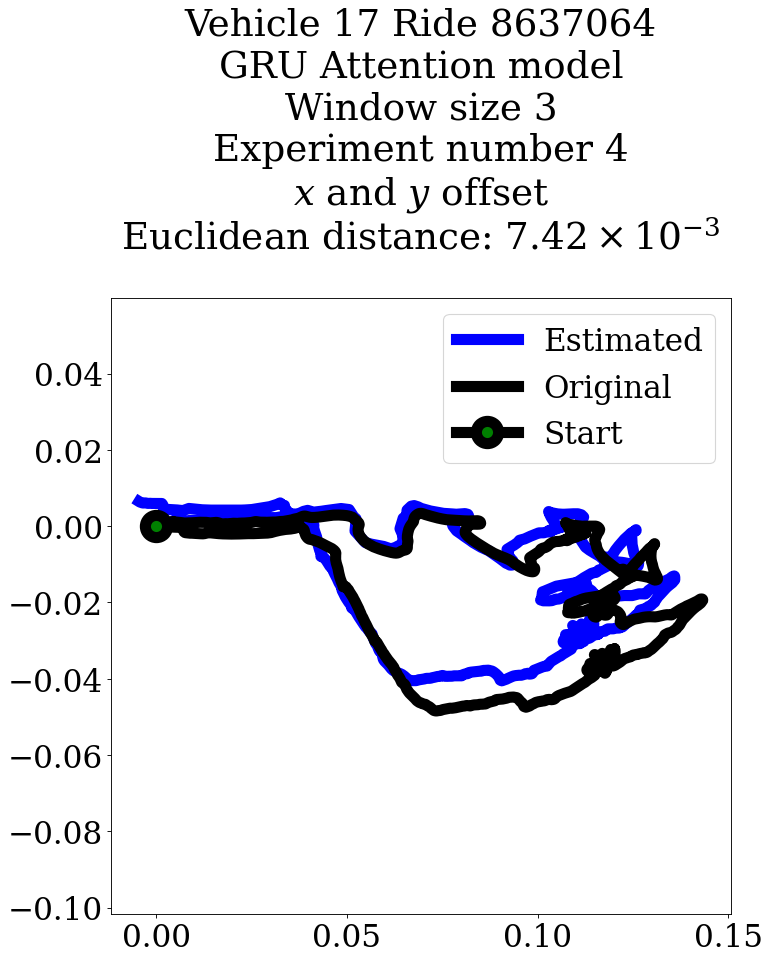 Vehicle 17 Ride 8637064
GRU Attention model
Window size 3
Experiment number 4
x and y offset
Euclidean distance: 7.42 × 10⁻³
Estimated
Original
Start
0.04
0.02
0.00
−0.02
−0.04
−0.06
−0.08
−0.10
0.00 0.05 0.10 0.15